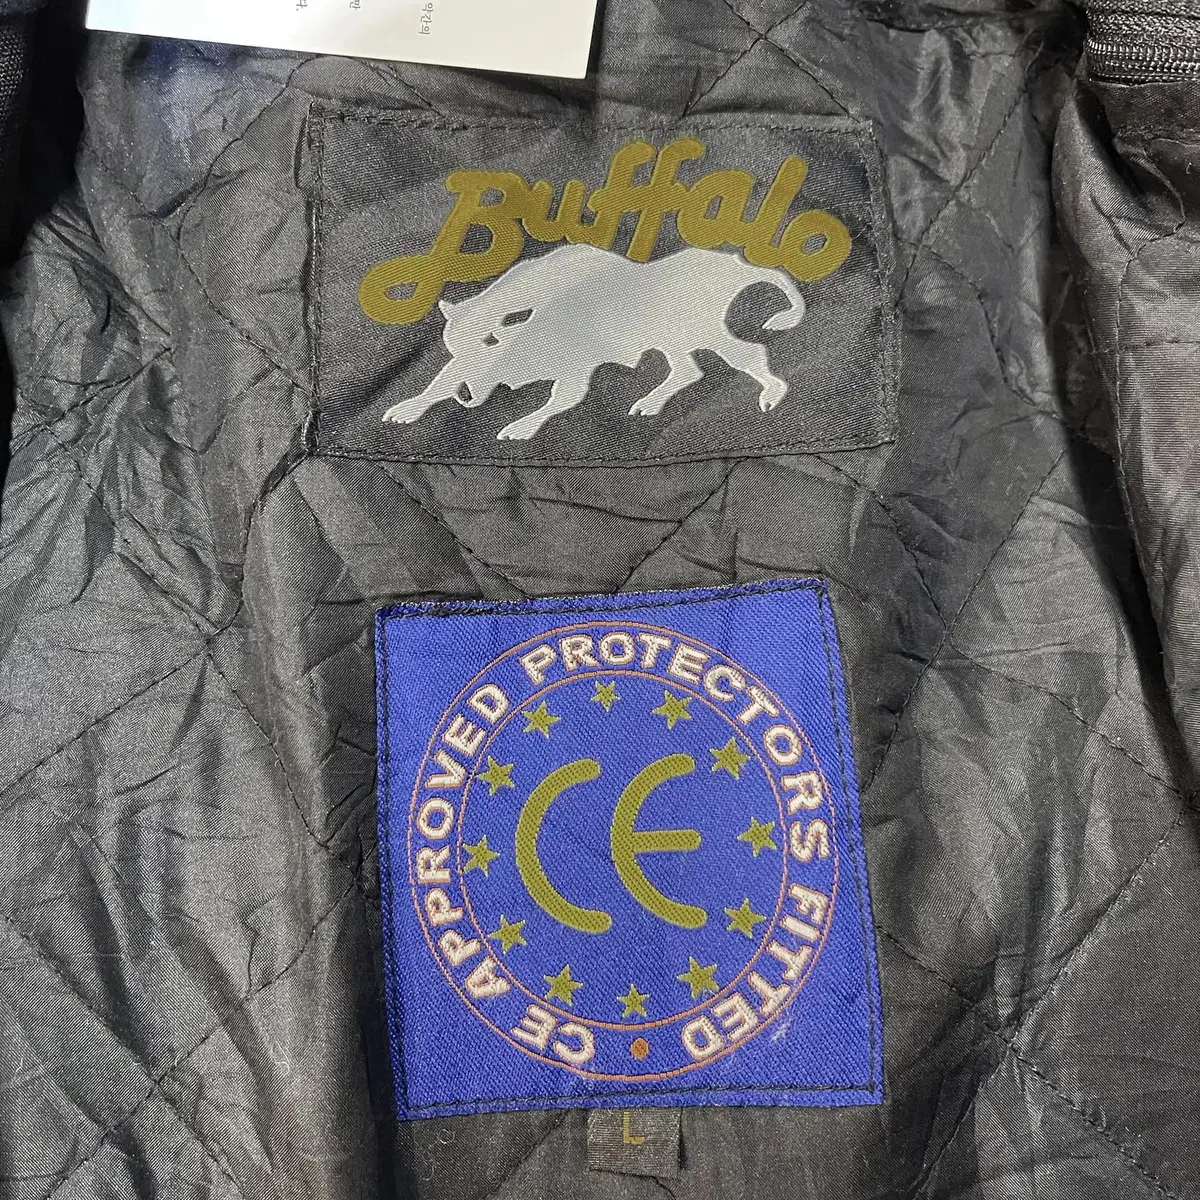 Buffalo
CE APPROVED PROTECTORS FITTED •
CE
L